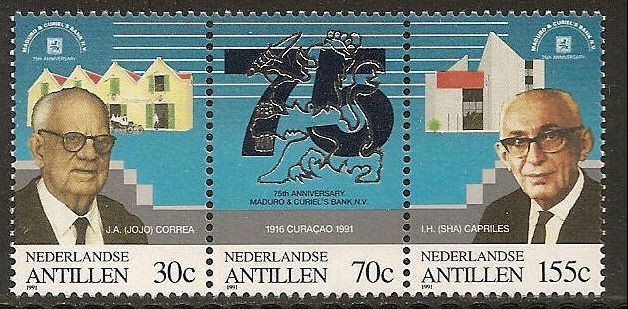 MADURO & CURIEL'S BANK N.V.
75th ANNIVERSARY
J.A. (JOJO) CORREA
NEDERLANDSE
ANTILLEN 30c
1991
75
75th ANNIVERSARY
MADURO & CURIEL'S BANK, N.V.
1916 CURAÇAO 1991
NEDERLANDSE
ANTILLEN 70c
1991
MADURO & CURIEL'S BANK N.V.
75th ANNIVERSARY
I.H. (SHA) CAPRILES
NEDERLANDSE
ANTILLEN 155c
1991